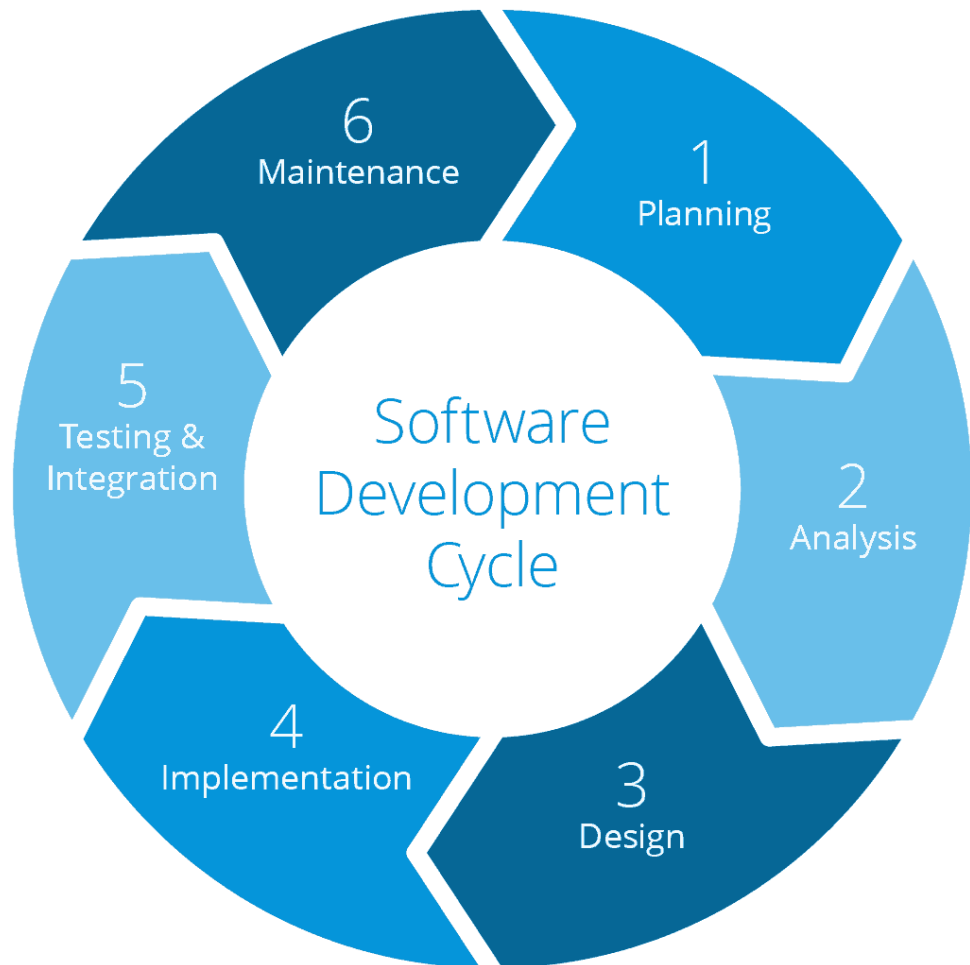 Software
Development
Cycle
1
Planning
2
Analysis
3
Design
4
Implementation
5
Testing &
Integration
6
Maintenance